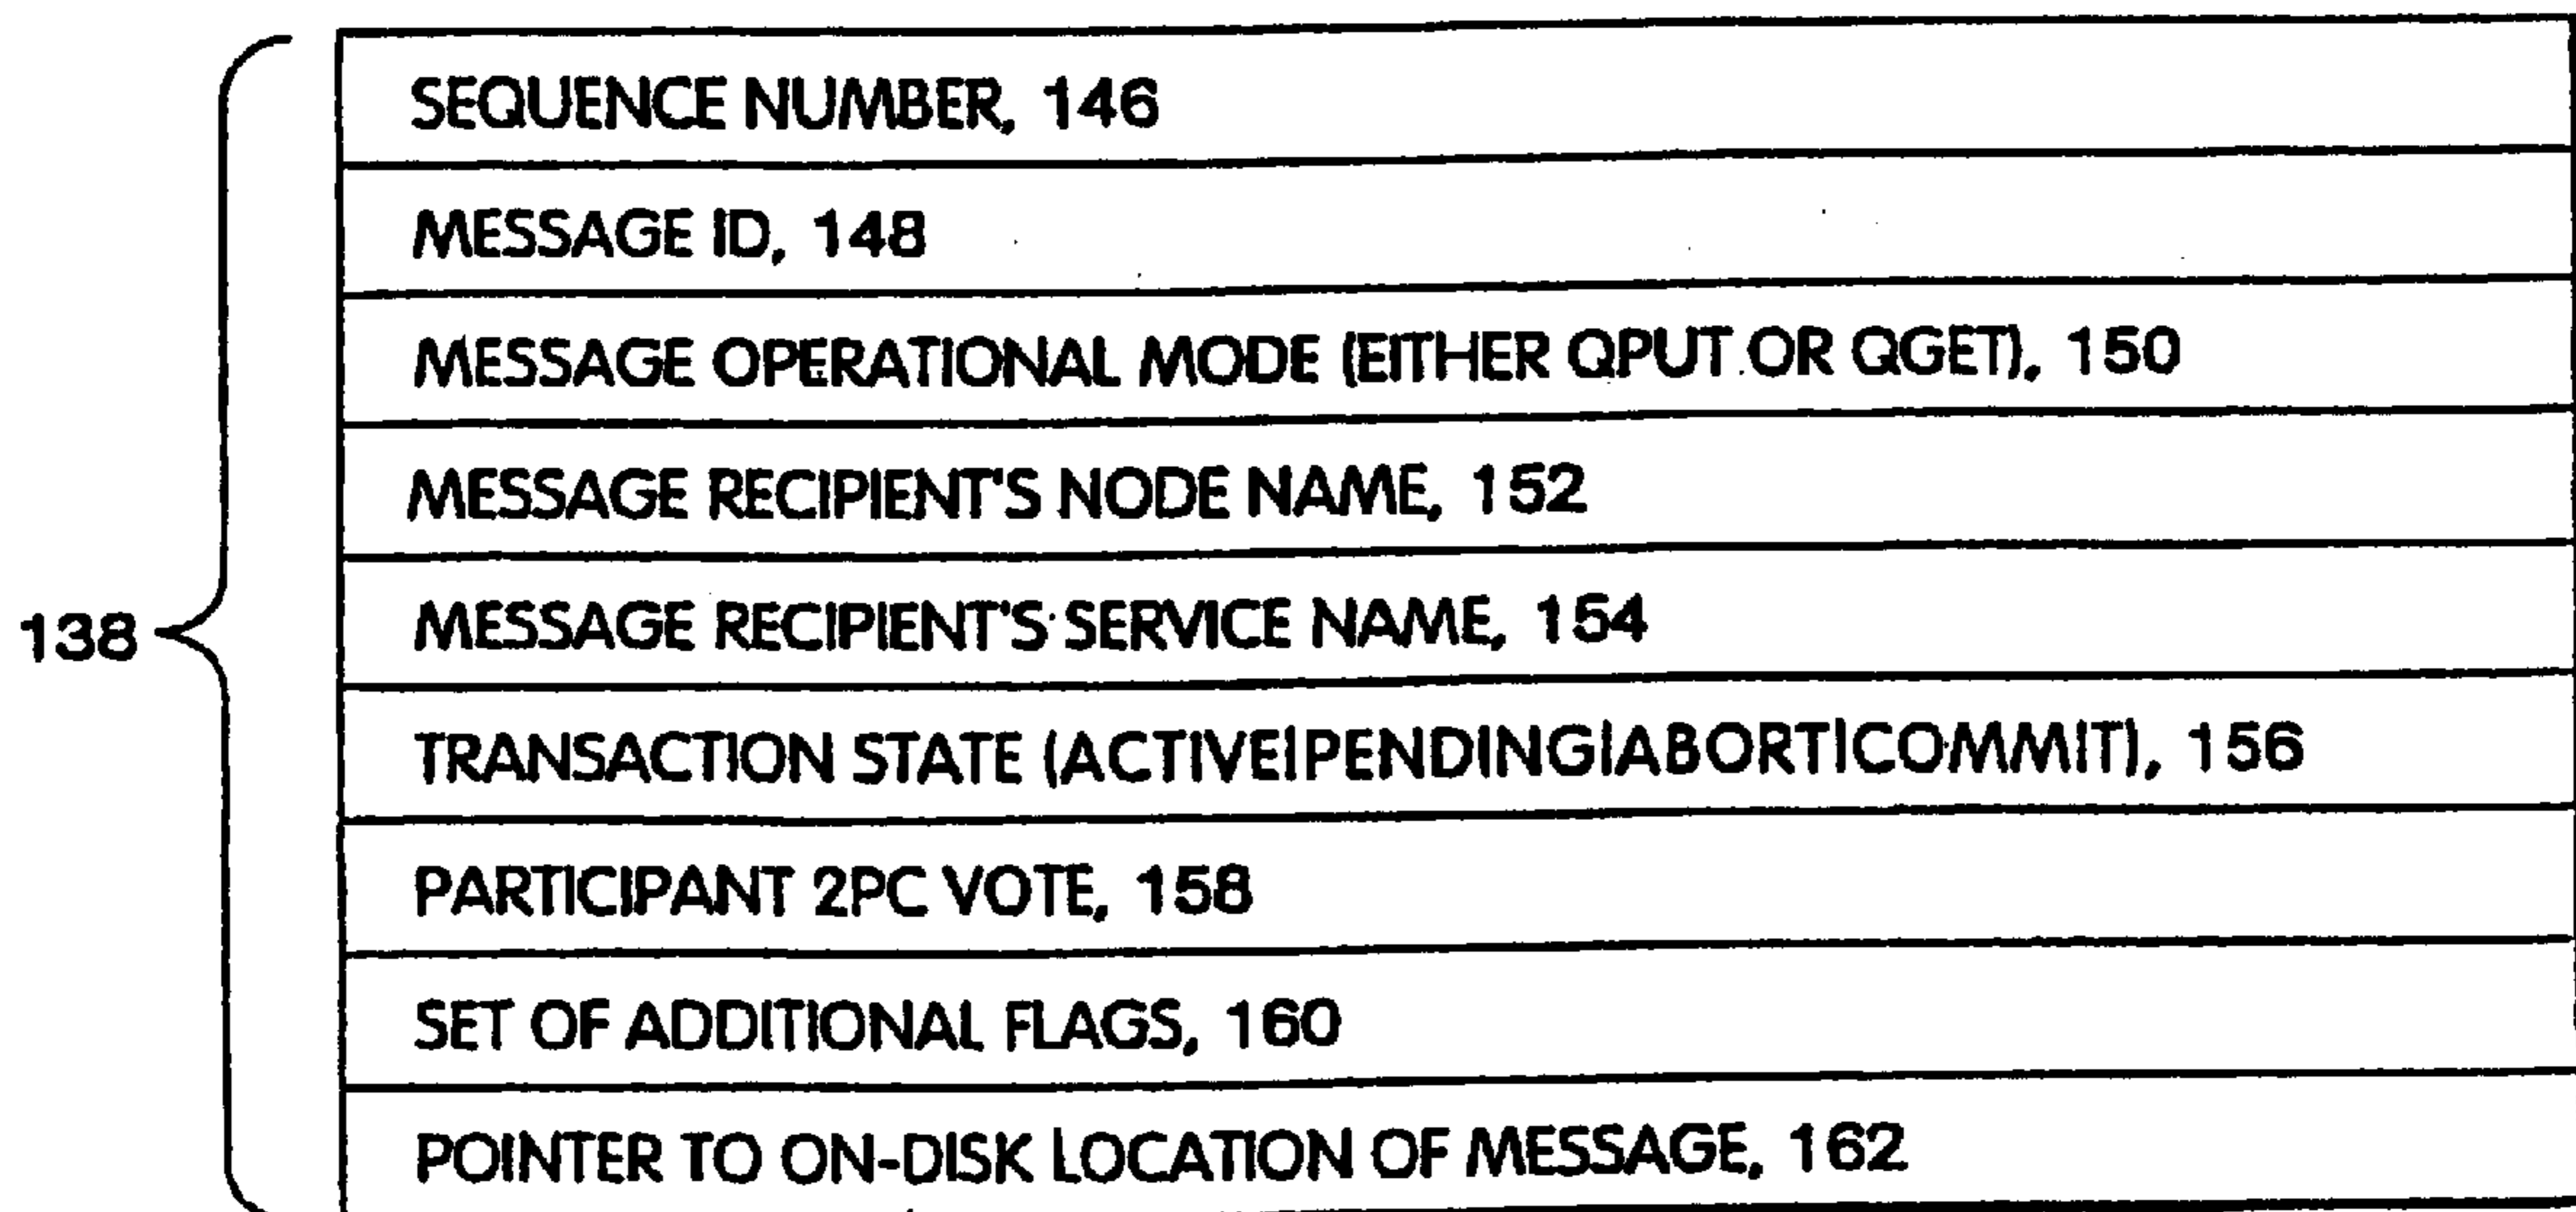 SEQUENCE NUMBER, 146
MESSAGE ID, 148
MESSAGE OPERATIONAL MODE (EITHER QPUT OR QGET), 150
MESSAGE RECIPIENT'S NODE NAME, 152
138
MESSAGE RECIPIENT'S SERVICE NAME, 154
TRANSACTION STATE (ACTIVE|PENDING|ABORT|COMMIT), 156
PARTICIPANT 2PC VOTE, 158
SET OF ADDITIONAL FLAGS, 160
POINTER TO ON-DISK LOCATION OF MESSAGE, 162